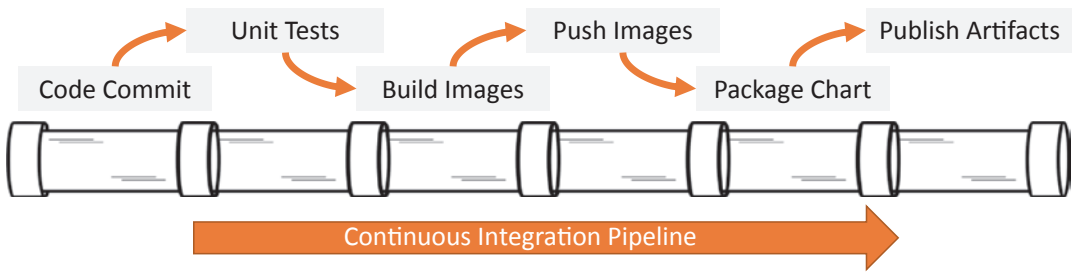 Code Commit
Unit Tests
Build Images
Push Images
Package Chart
Publish Artifacts
Continuous Integration Pipeline